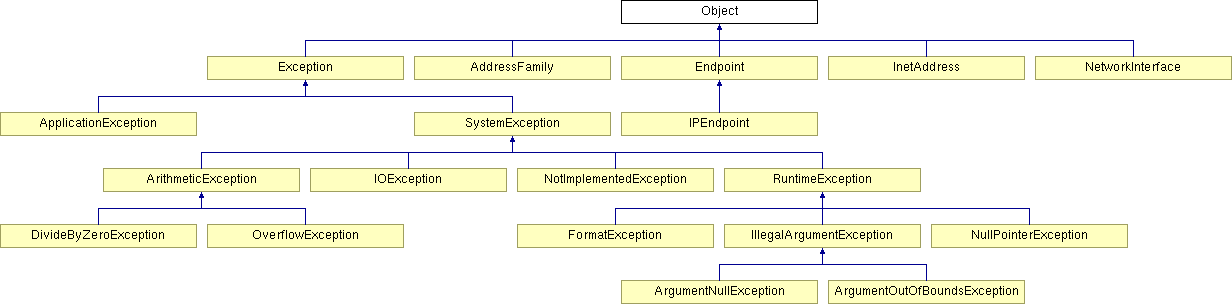 Object
Exception
AddressFamily
Endpoint
InetAddress
NetworkInterface
ApplicationException
SystemException
IPEndpoint
ArithmeticException
IOException
NotImplementedException
RuntimeException
DivideByZeroException
OverflowException
FormatException
IllegalArgumentException
NullPointerException
ArgumentNullException
ArgumentOutOfBoundsException